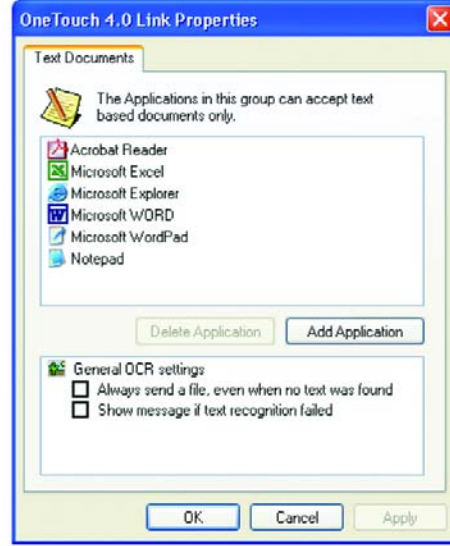 OneTouch 4.0 Link Properties
Text Documents
The Applications in this group can accept text
based documents only.
Acrobat Reader
Microsoft Excel
Microsoft Explorer
Microsoft WORD
Microsoft WordPad
Notepad
Delete Application Add Application
General OCR settings
Always send a file, even when no text was found
Show message if text recognition failed
OK Cancel Apply